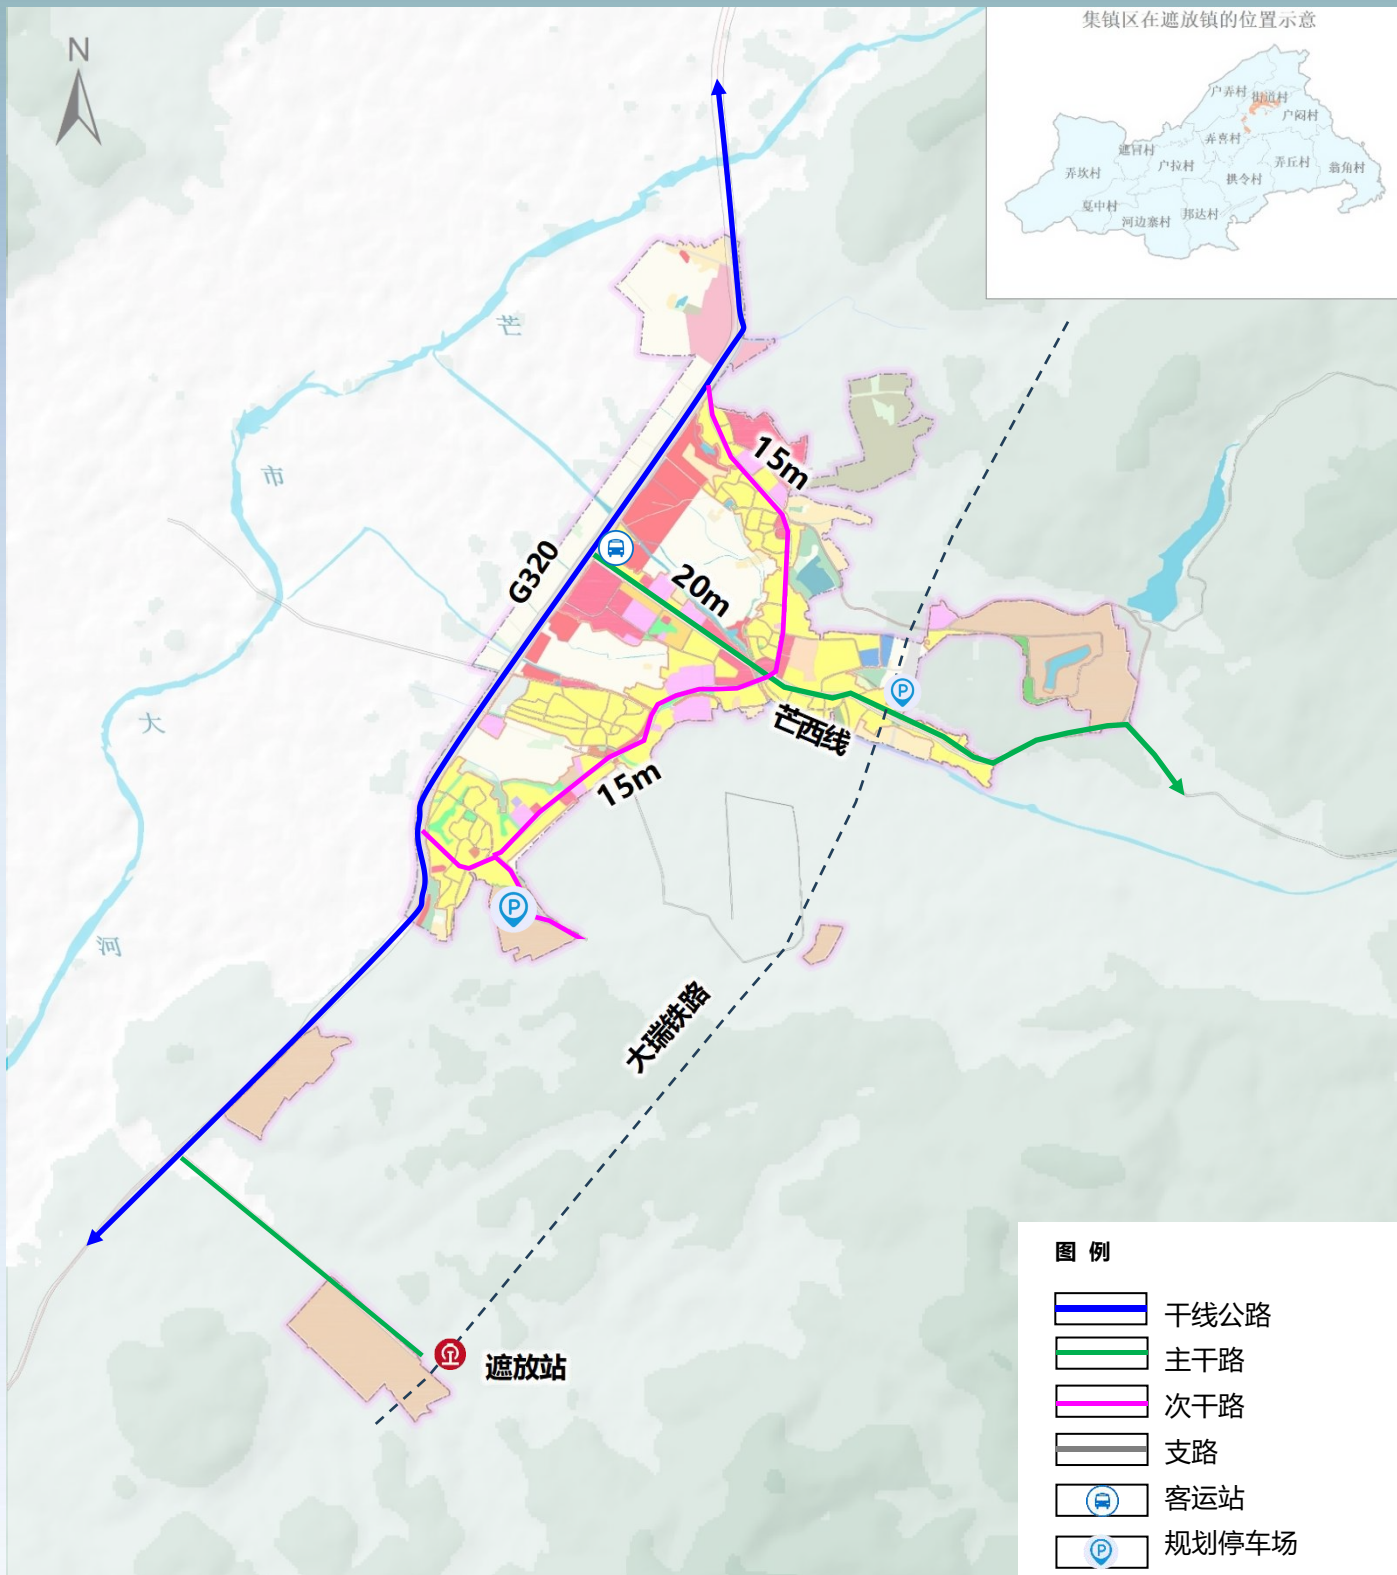 集镇区在遮放镇的位置示意
户弄村
街道村
户闷村
弄喜村
遮冒村
户拉村
弄丘村
翁角村
弄坎村
拱令村
戛中村
邦达村
河边寨村
N
芒
市
大
河
G320
15m
20m
芒西线
15m
大瑞铁路
遮放站
P
P
图 例
干线公路
主干路
次干路
支路
客运站
P
规划停车场